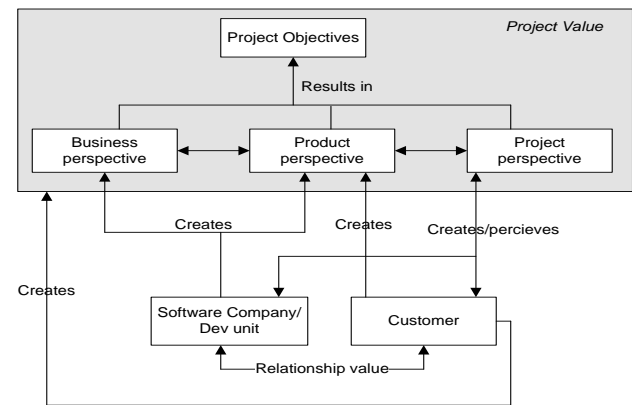 Project Value
Project Objectives
Results in
Business
perspective
Product
perspective
Project
perspective
Creates
Creates
Creates/percieves
Creates
Software Company/
Dev unit
Customer
Relationship value